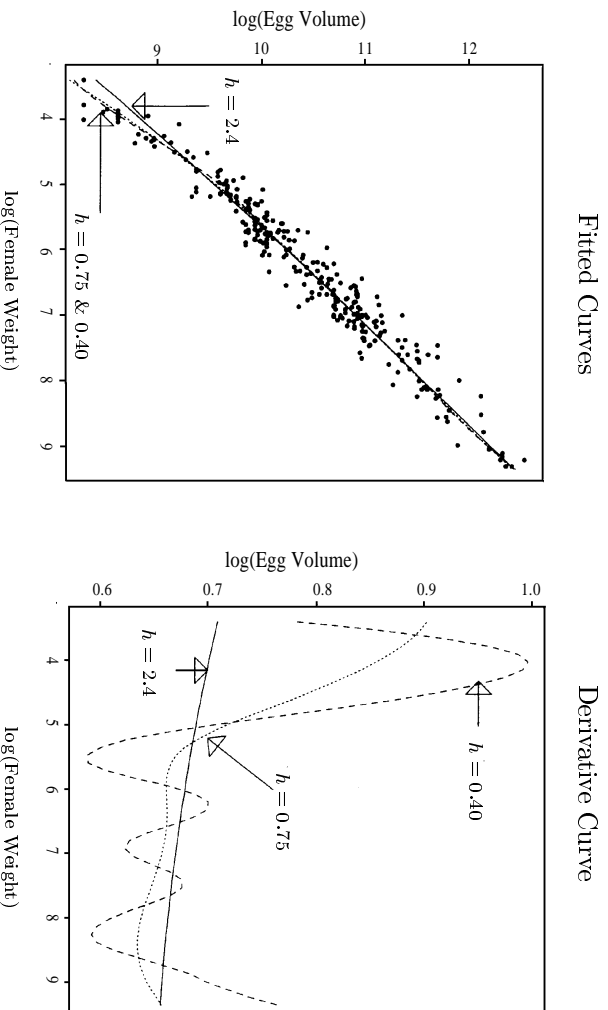 Fitted Curves
log(Egg Volume)
9 10 11 12
4
5
6
7
8
9
log(Female Weight)
h = 2.4
h = 0.75 & 0.40
Derivative Curve
log(Egg Volume)
0.6 0.7 0.8 0.9 1.0
4
5
6
7
8
9
log(Female Weight)
h = 2.4
h = 0.75
h = 0.40